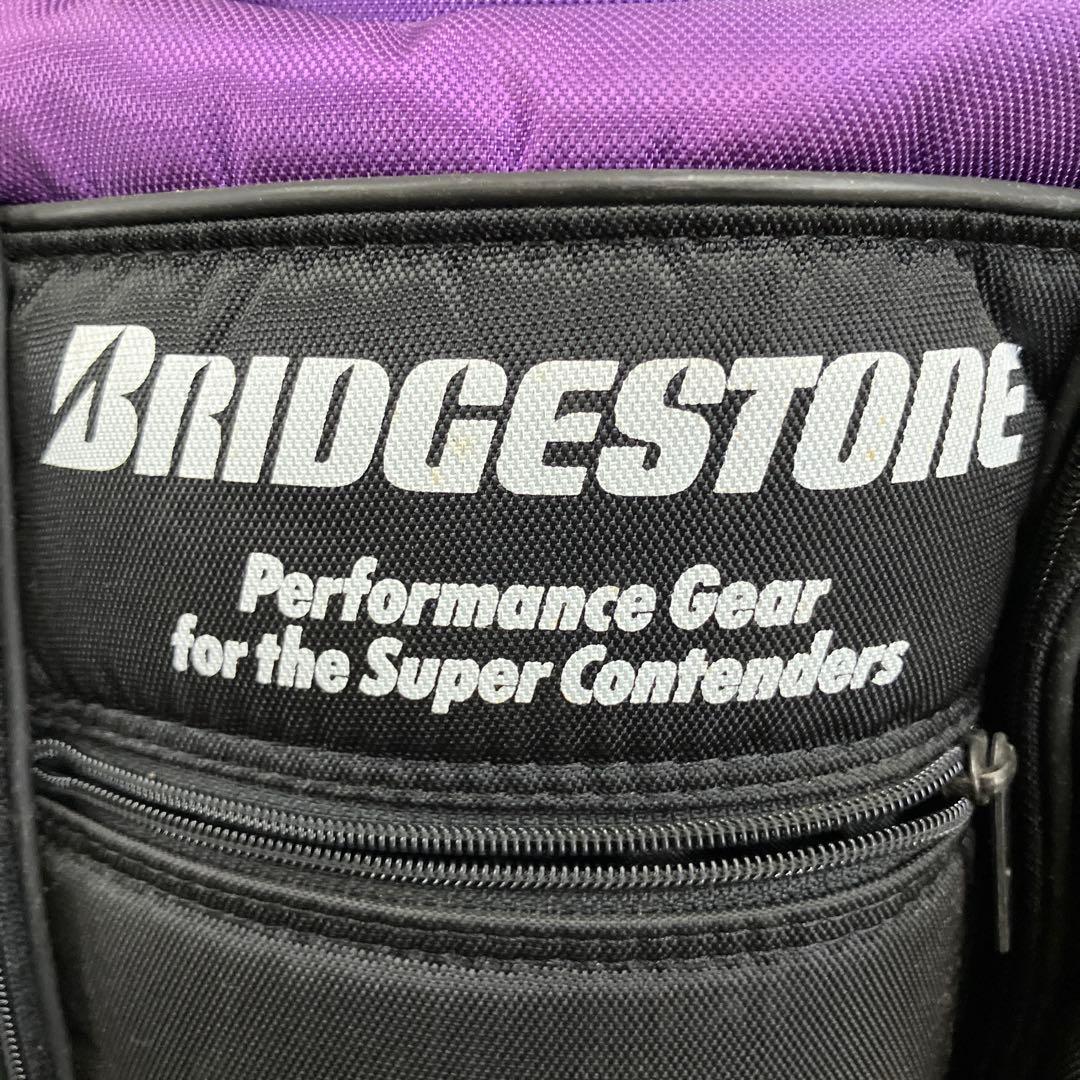 BRIDGESTONE
Performance Gear
for the Super Contenders